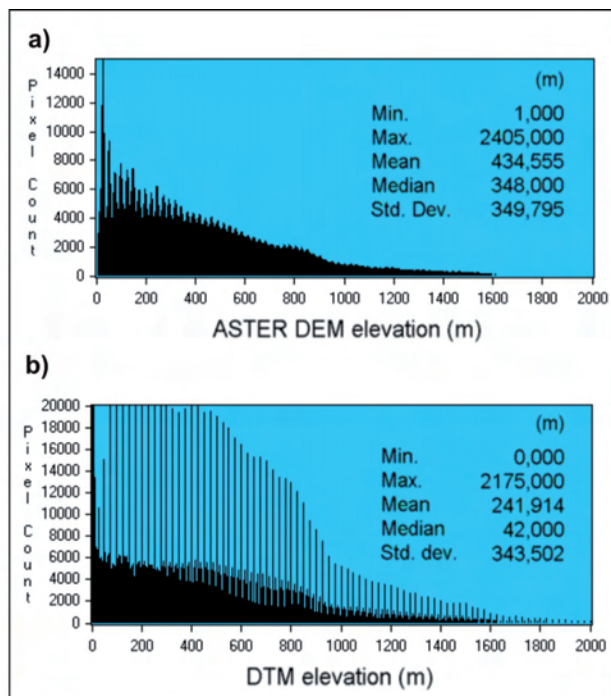 a)
Pixel Count
14000
12000
10000
8000
6000
4000
2000
0
(m)
Min. 1,000
Max. 2405,000
Mean 434,555
Median 348,000
Std. Dev. 349,795
0 200 400 600 800 1000 1200 1400 1600 1800 2000
ASTER DEM elevation (m)
b)
Pixel Count
20000
18000
16000
14000
12000
10000
8000
6000
4000
2000
0
(m)
Min. 0,000
Max. 2175,000
Mean 241,914
Median 42,000
Std. dev. 343,502
0 200 400 600 800 1000 1200 1400 1600 1800 2000
DTM elevation (m)